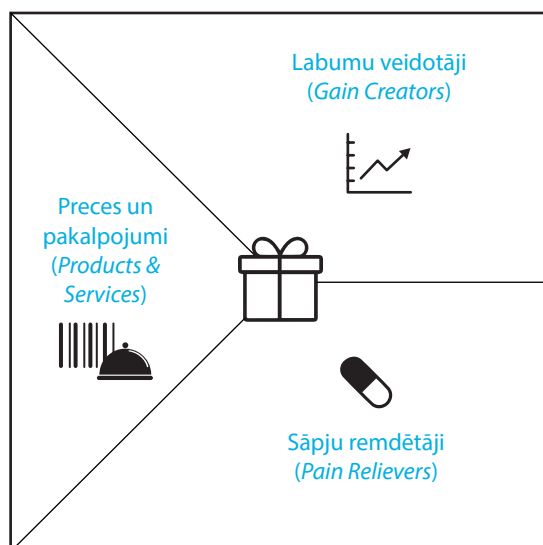 Labumu veidotāji
(Gain Creators)
Preces un
pakalpojumi
(Products &
Services)
Sāpju remdētāji
(Pain Relievers)